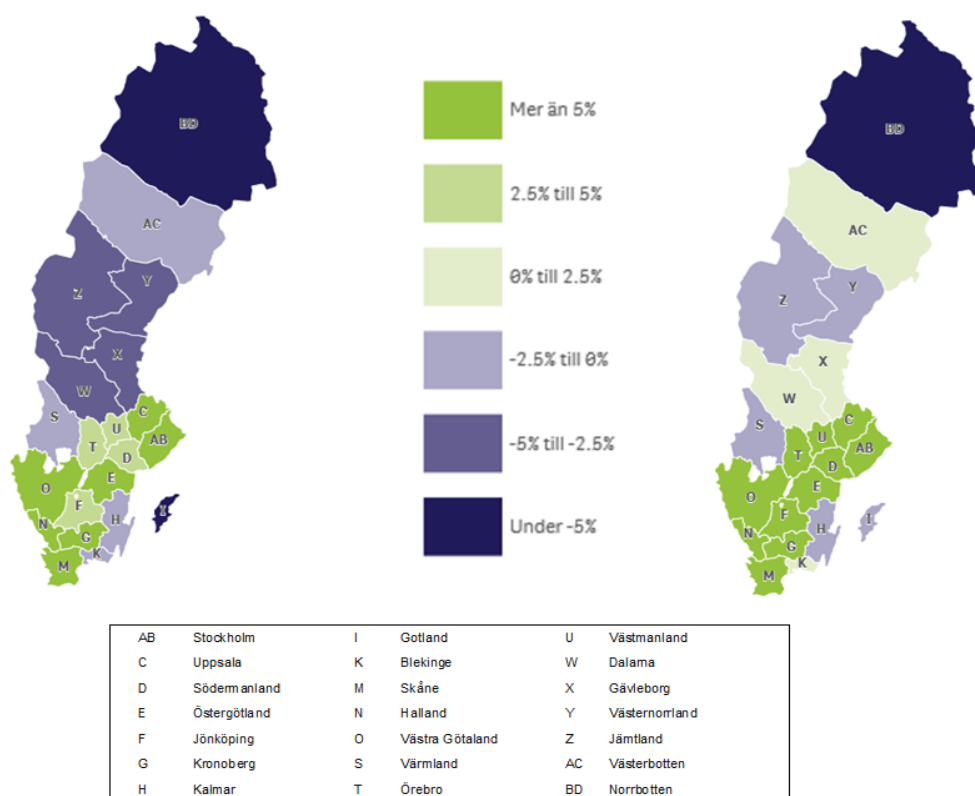 BD
AC
Z
Y
X
W
S
C
U
AB
T
D
O
E
F
I
H
N
G
K
M
Mer än 5%
2.5% till 5%
0% till 2.5%
-2.5% till 0%
-5% till -2.5%
Under -5%
BD
AC
Z
Y
X
W
S
C
U
AB
T
D
O
E
F
I
H
N
G
K
M
AB Stockholm I Gotland U Västmanland
C Uppsala K Blekinge W Dalarna
D Södermanland M Skåne X Gävleborg
E Östergötland N Halland Y Västernorrland
F Jönköping O Västra Götaland Z Jämtland
G Kronoberg S Värmland AC Västerbotten
H Kalmar T Örebro BD Norrbotten